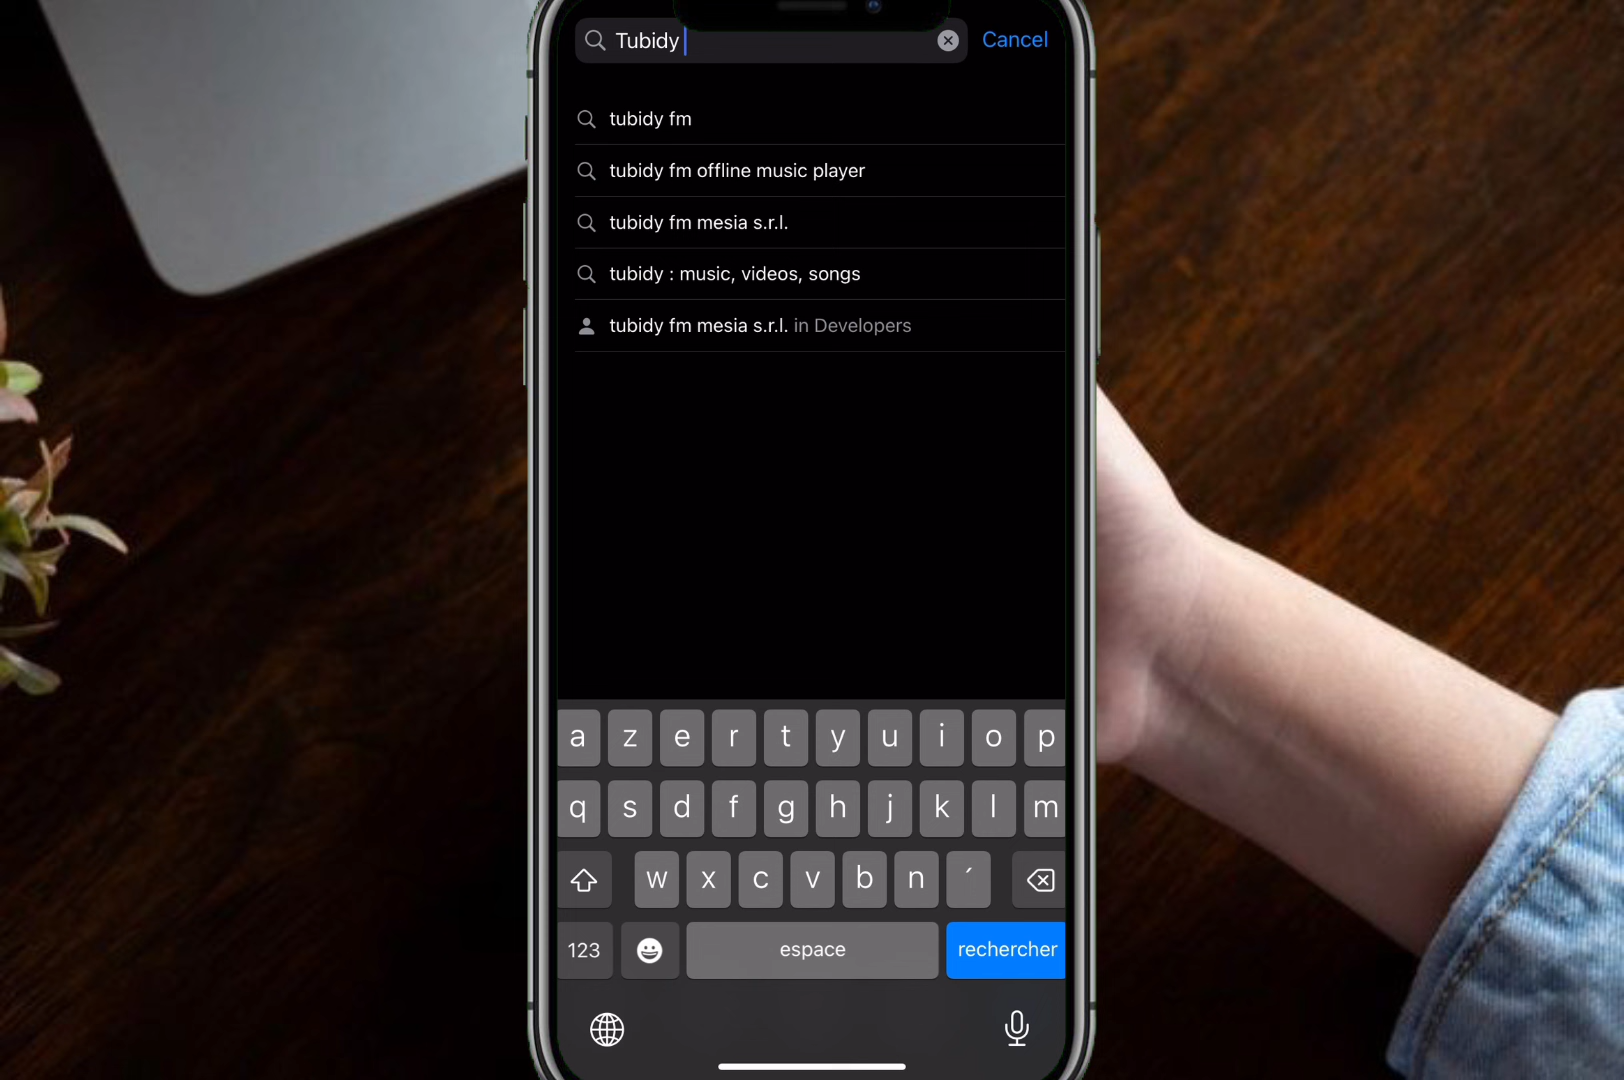 Tubidy Cancel
tubidy fm
tubidy fm offline music player
tubidy fm mesia s.r.l.
tubidy : music, videos, songs
tubidy fm mesia s.r.l. in Developers
a z e r t y u i o p
q s d f g h j k l m
w x c v b n ´
123 espace rechercher